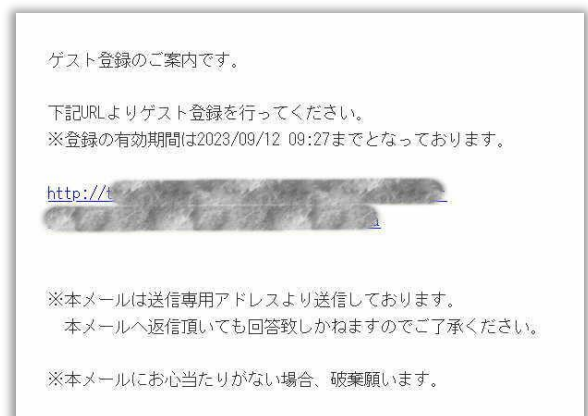 ゲスト登録のご案内です。
下記URLよりゲスト登録を行ってください。
※登録の有効期間は2023/09/12 09:27までとなっております。
http://t
※本メールは送信専用アドレスより送信しております。
本メールへ返信頂いても回答致しかねますのでご了承ください。
※本メールにお心当たりがない場合、破棄願います。